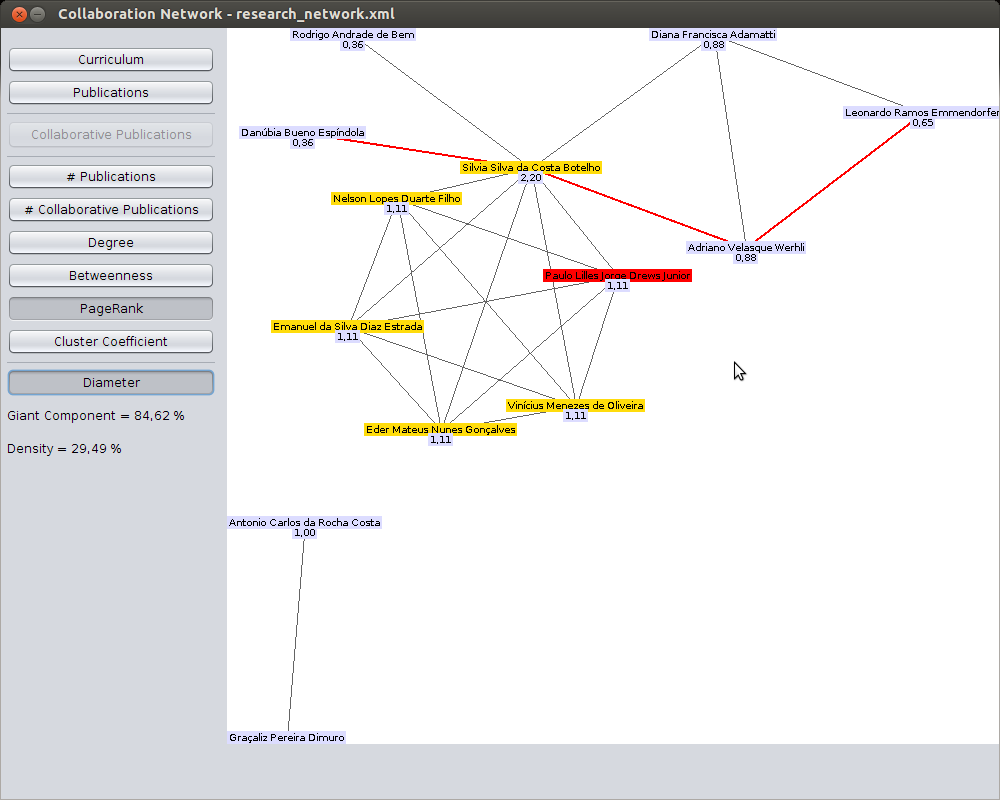 Collaboration Network - research_network.xml
Curriculum
Publications
Collaborative Publications
# Publications
# Collaborative Publications
Degree
Betweenness
PageRank
Cluster Coefficient
Diameter
Giant Component = 84,62 %
Density = 29,49 %
Rodrigo Andrade de Bem
0,36
Diana Francisca Adamatti
0,88
Leonardo Ramos Emmendorfer
0,65
Danúbia Bueno Espíndola
0,36
Silvia Silva da Costa Botelho
2,20
Nelson Lopes Duarte Filho
1,11
Adriano Velasque Werhli
0,88
Paulo Lilles Jorge Drews Junior
1,11
Emanuel da Silva Diaz Estrada
1,11
Vinícius Menezes de Oliveira
1,11
Eder Mateus Nunes Gonçalves
1,11
Antonio Carlos da Rocha Costa
1,00
Graçaliz Pereira Dimuro